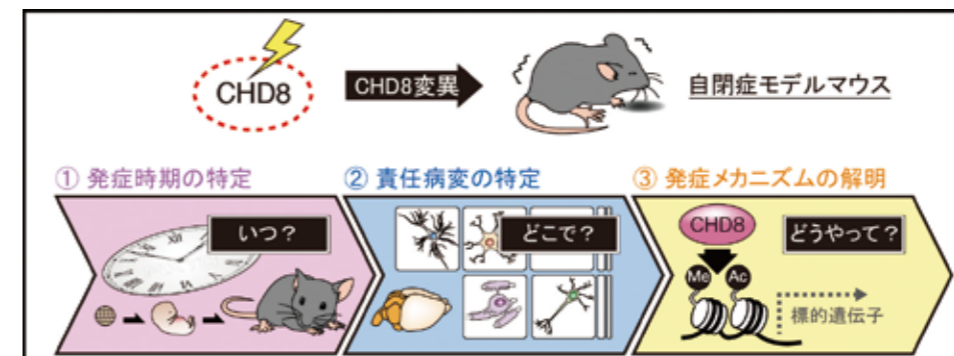 CHD8
CHD8変異
自閉症モデルマウス
① 発症時期の特定
② 責任病変の特定
③ 発症メカニズムの解明
いつ？
どこで？
CHD8
どうやって？
Me Ac
標的遺伝子